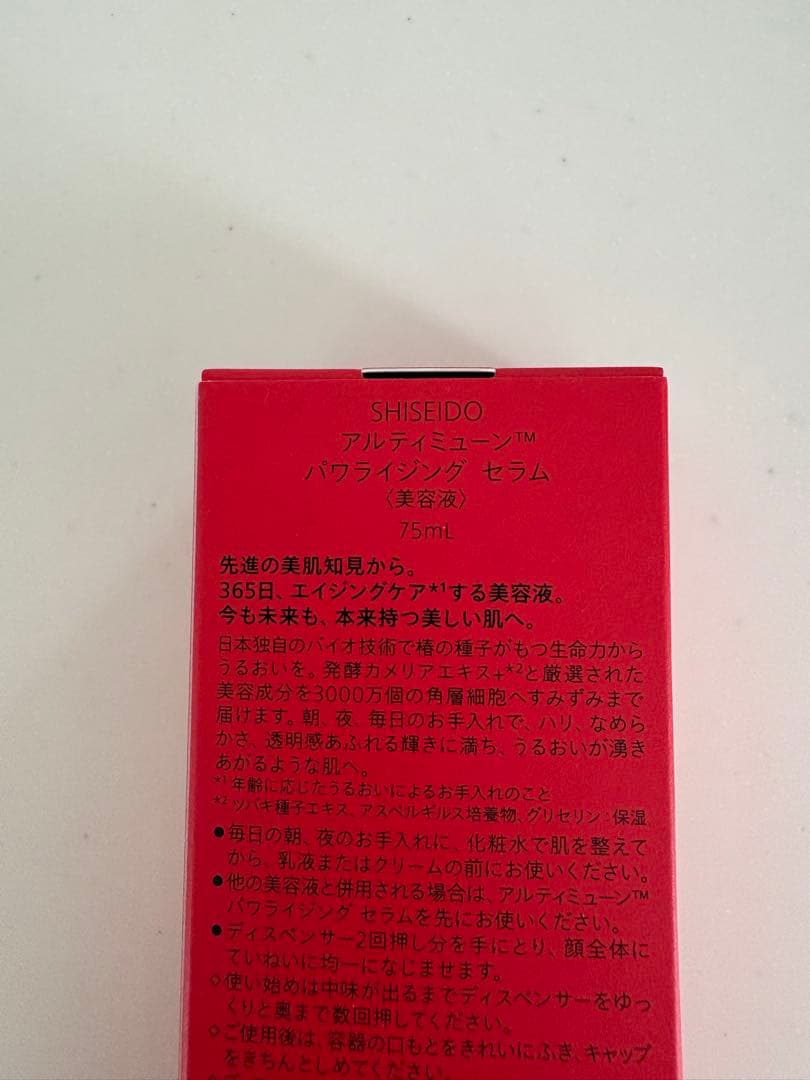 SHISEIDO
アルティミューン™
パワライジング セラム
〈美容液〉
75mL
先進の美肌知見から。
365日、エイジングケア*1する美容液。
今も未来も、本来持つ美しい肌へ。
日本独自のバイオ技術で椿の種子がもつ生命力から
うるおいを。発酵カメリアエキス+*2と厳選された
美容成分を3000万個の角層細胞へすみずみまで
届けます。朝、夜、毎日のお手入れで、ハリ、なめら
かさ、透明感あふれる輝きに満ち、うるおいが湧き
あがるような肌へ。
*1 年齢に応じたうるおいによるお手入れのこと
*2 ツバキ種子エキス、アスペルギルス培養物、グリセリン：保湿
●毎日の朝、夜のお手入れに、化粧水で肌を整えて
から、乳液またはクリームの前にお使いください。
●他の美容液と併用される場合は、アルティミューン™
パワライジング セラムを先にお使いください。
●ディスペンサー2回押し分を手にとり、顔全体に
ていねいに均一になじませます。
◇使い始めは中味が出るまでディスペンサーをゆっ
くりと奥まで数回押してください。
◇ご使用後は、容器の口もとをきれいにふき、キャップ
をきちんとしめてください。